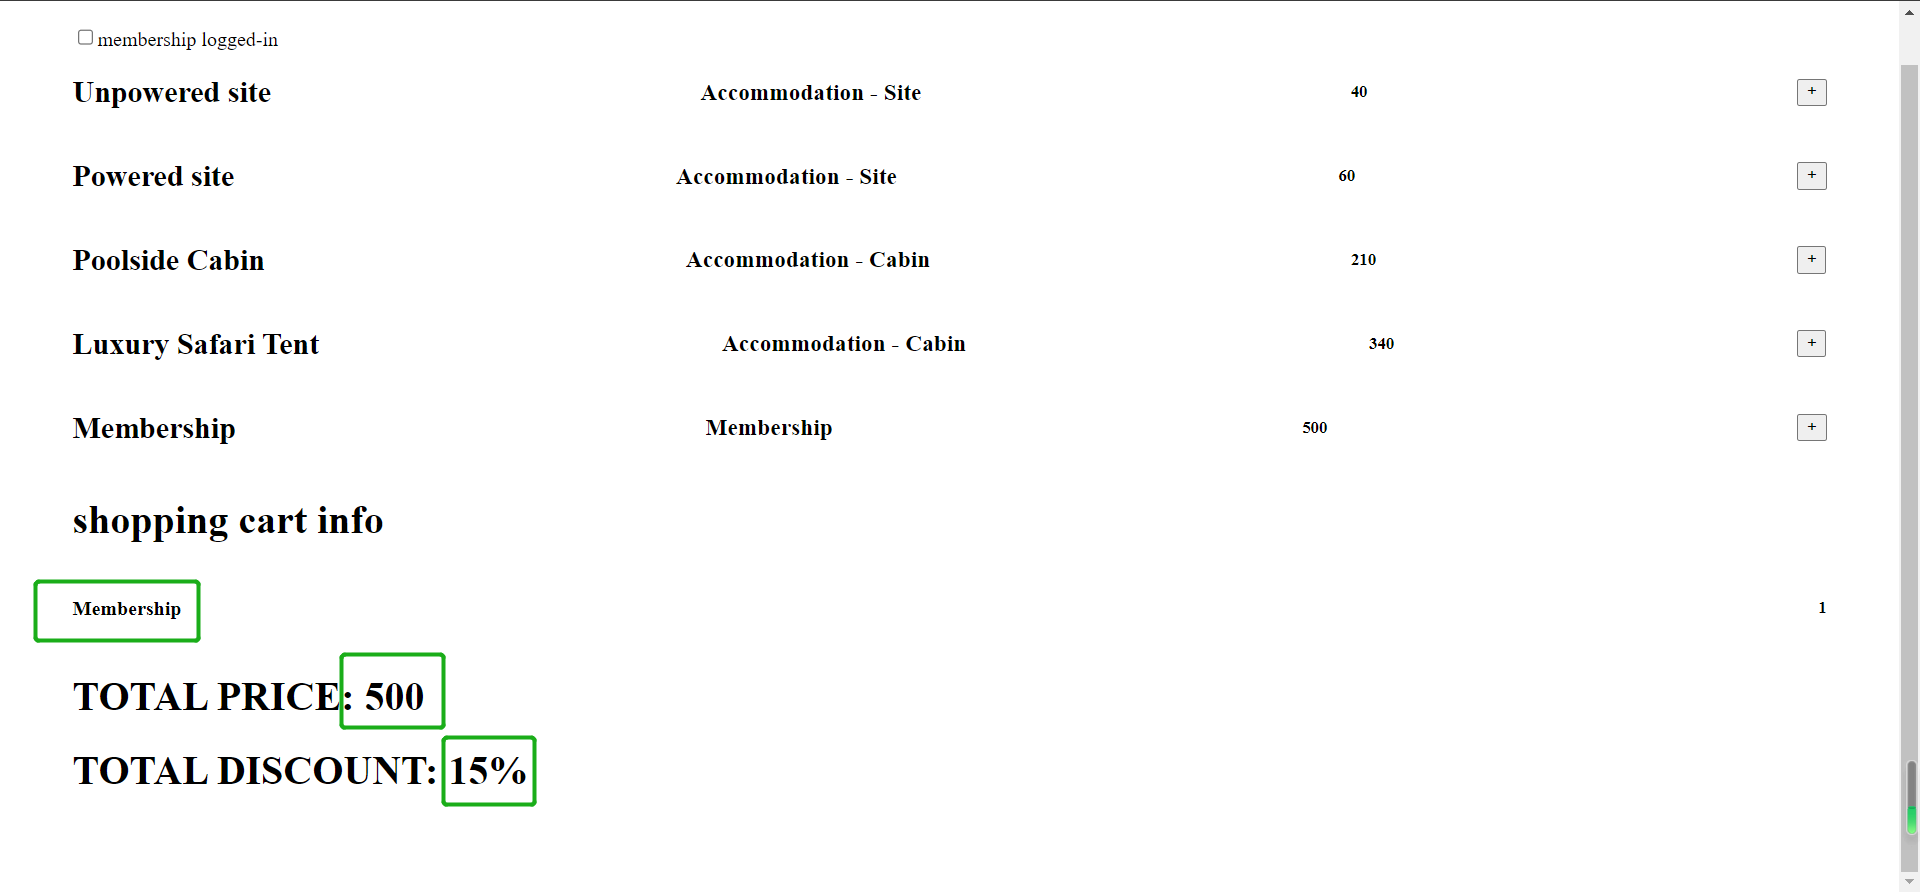 membership logged-in
Unpowered site Accommodation - Site 40 +
Powered site Accommodation - Site 60 +
Poolside Cabin Accommodation - Cabin 210 +
Luxury Safari Tent Accommodation - Cabin 340 +
Membership Membership 500 +
shopping cart info
Membership 1
TOTAL PRICE: 500
TOTAL DISCOUNT: 15%